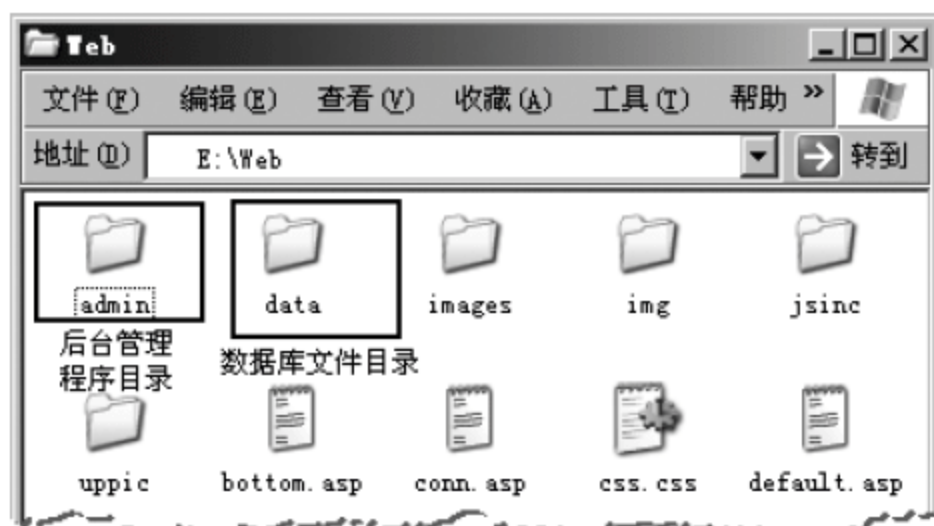 Web
文件(F) 编辑(E) 查看(V) 收藏(A) 工具(T) 帮助 »
地址(D) E:\Web 转到
admin data images img jsinc
后台管理
程序目录
数据库文件目录
uppic bottom.asp conn.asp css.css default.asp